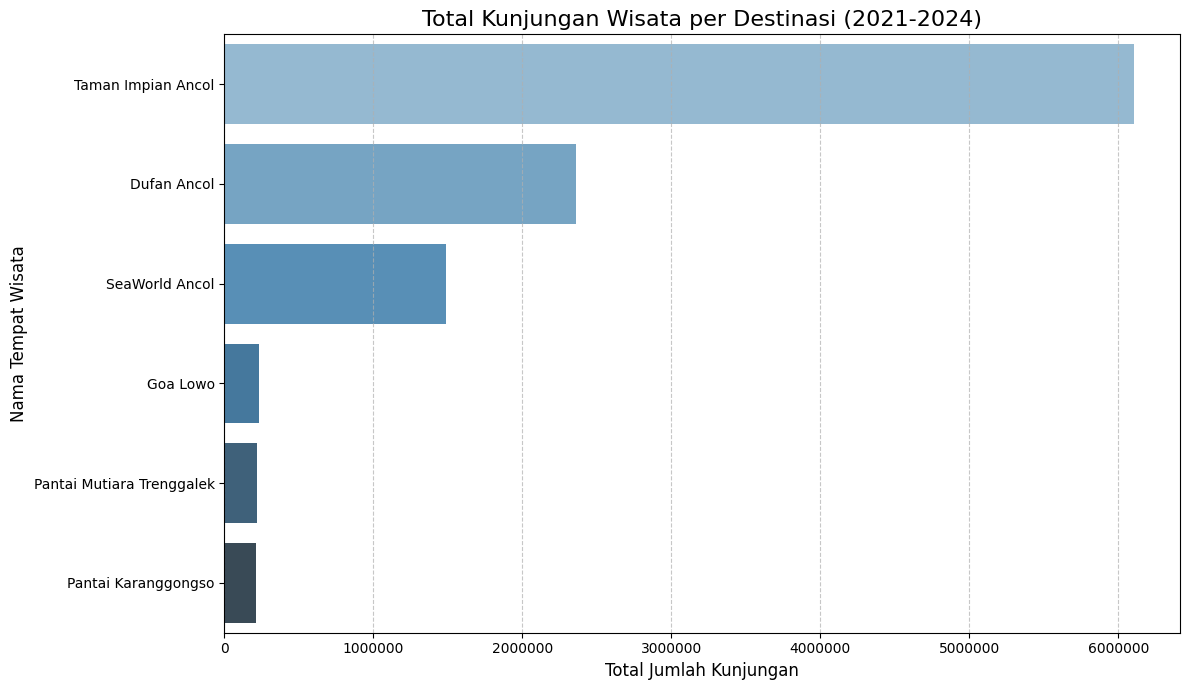 Total Kunjungan Wisata per Destinasi (2021-2024)
Nama Tempat Wisata
Taman Impian Ancol
Dufan Ancol
SeaWorld Ancol
Goa Lowo
Pantai Mutiara Trenggalek
Pantai Karanggongso
0 1000000 2000000 3000000 4000000 5000000 6000000
Total Jumlah Kunjungan